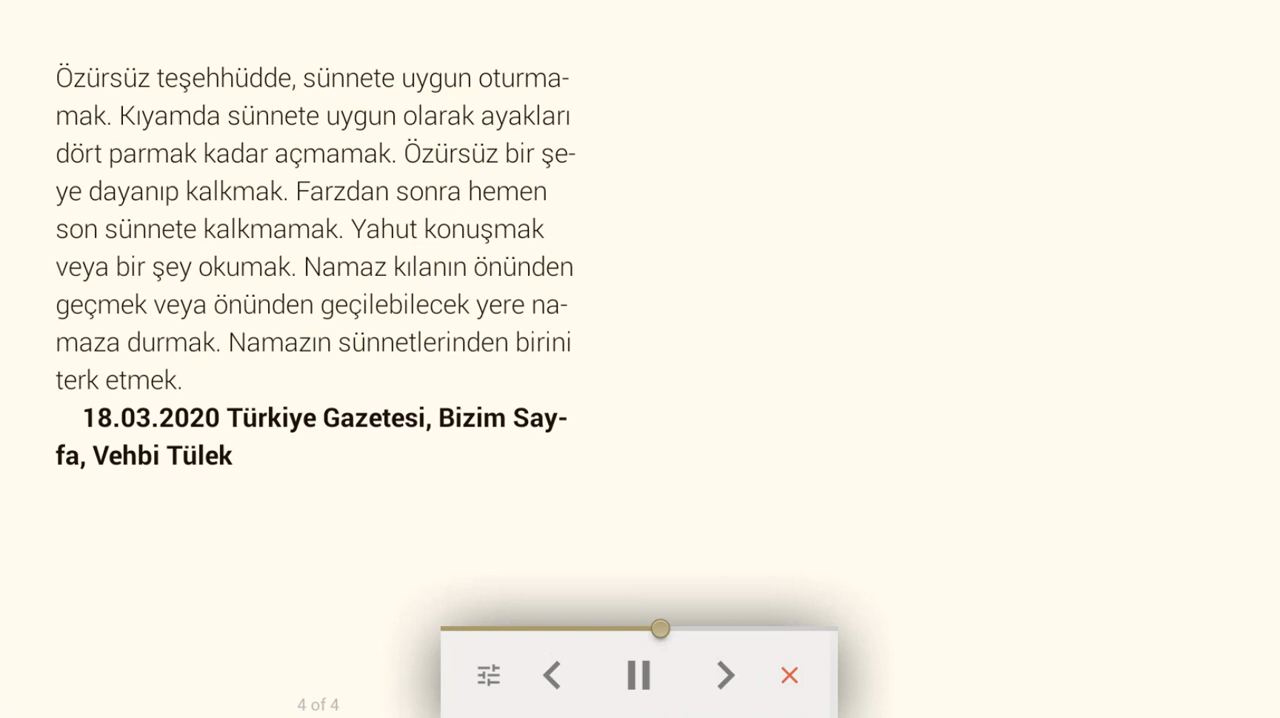 Özürsüz teşehhüdde, sünnete uygun oturma-
mak. Kıyamda sünnete uygun olarak ayakları
dört parmak kadar açmamak. Özürsüz bir şe-
ye dayanıp kalkmak. Farzdan sonra hemen
son sünnete kalkmamak. Yahut konuşmak
veya bir şey okumak. Namaz kılanın önünden
geçmek veya önünden geçilebilecek yere na-
maza durmak. Namazın sünnetlerinden birini
terk etmek.
18.03.2020 Türkiye Gazetesi, Bizim Say-
fa, Vehbi Tülek
4 of 4